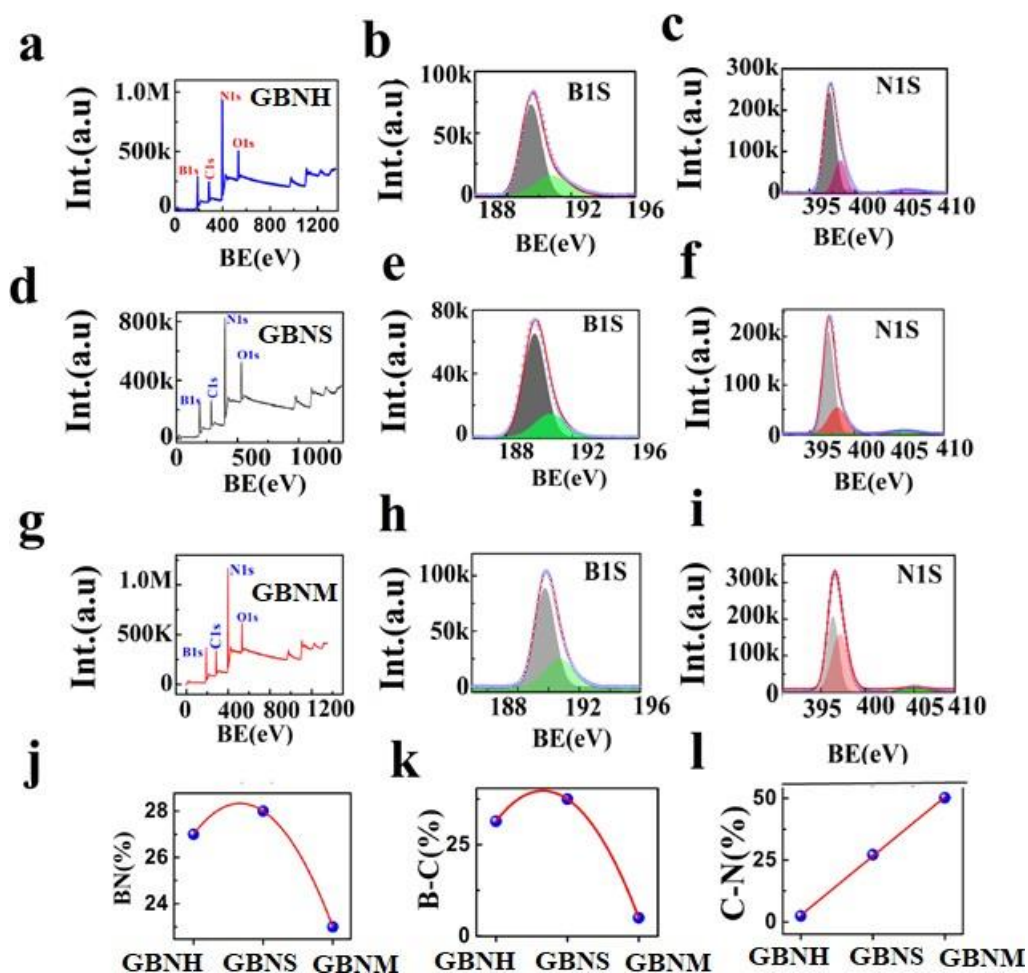 a
Int.(a.u)
1.0M
500k
0
B1s
C1s
N1s
O1s
GBNH
0 400 800 1200
BE(eV)
b
Int.(a.u)
100k
50k
0
B1S
188 192 196
BE(eV)
c
Int.(a.u)
300k
200k
100k
0
N1S
395 400 405 410
BE(eV)
d
Int.(a.u)
800k
400k
0
B1s
C1s
N1s
O1s
GBNS
0 500 1000
BE(eV)
e
Int.(a.u)
80k
40k
0
B1S
188 192 196
BE(eV)
f
Int.(a.u)
200k
100 k
0
N1S
395 400 405 410
BE(eV)
g
Int.(a.u)
1.0M
500K
0
B1s
C1s
N1s
O1s
GBNM
0 400 800 1200
BE(eV)
h
Int.(a.u)
100k
50k
0
B1S
188 192 196
BE(eV)
i
Int.(a.u)
300k
200k
100k
0
N1S
395 400 405 410
BE(eV)
j
BN(%)
28
26
24
GBNH GBNS GBNM
k
B-C(%)
25
0
GBNH GBNS GBNM
l
C-N(%)
50
25
0
GBNH GBNS GBNM